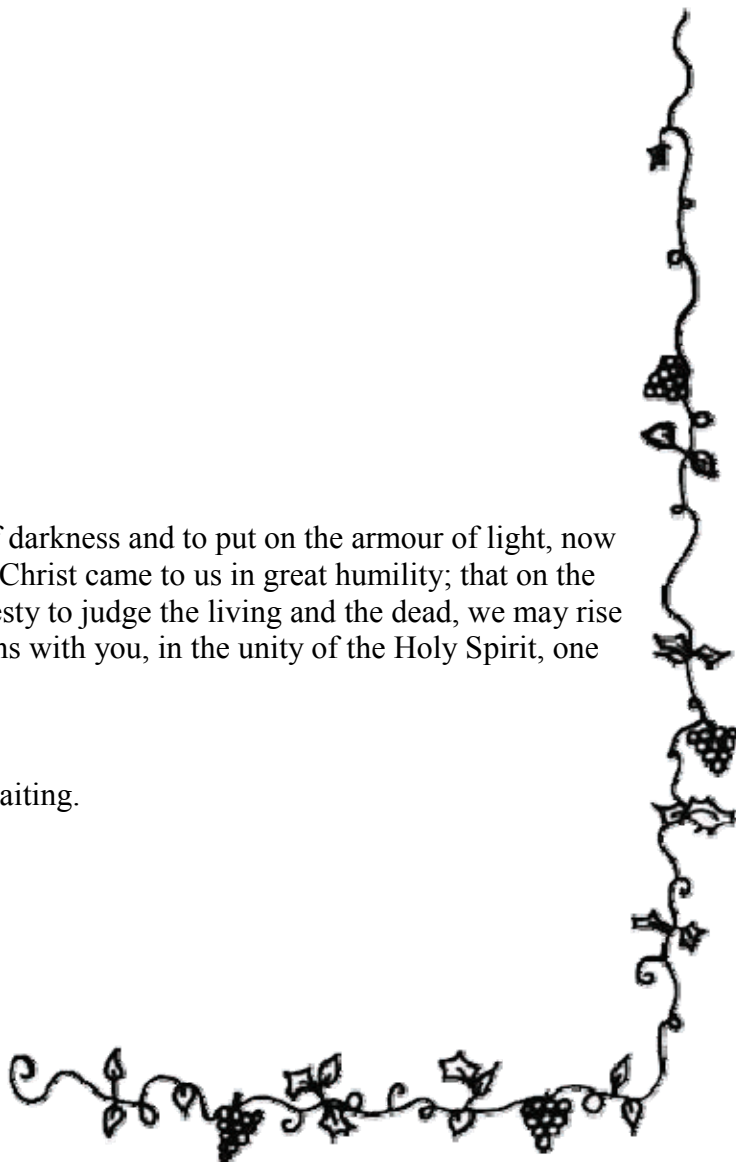 f darkness and to put on the armour of light, now
Christ came to us in great humility; that on the
esty to judge the living and the dead, we may rise
ns with you, in the unity of the Holy Spirit, one
aiting.